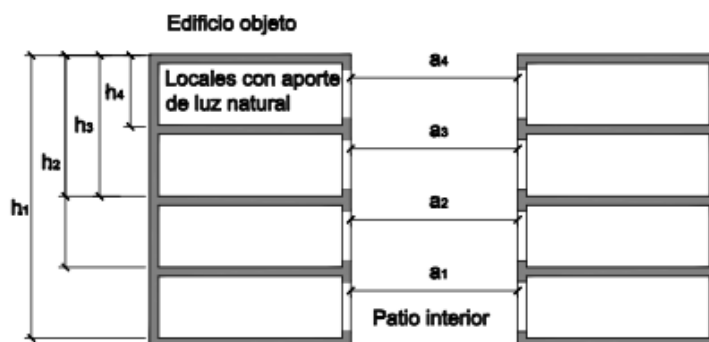 Edificio objeto
Locales con aporte
de luz natural
h₄
h₃
h₂
h₁
a₄
a₃
a₂
a₁
Patio interior